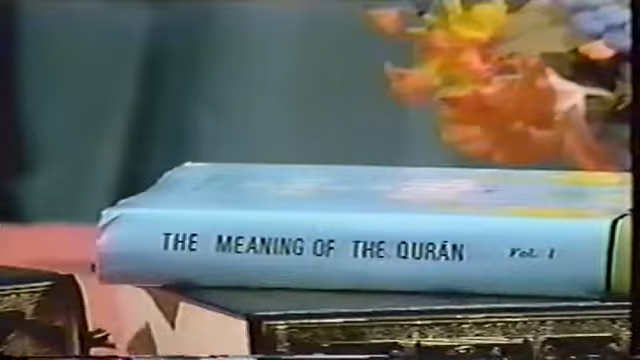 THE MEANING OF THE QURĀN Vol. I